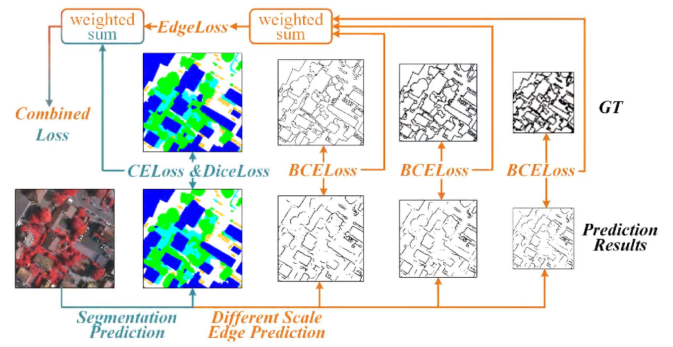 weighted
sum
EdgeLoss
weighted
sum
Combined
Loss
GT
CELoss &DiceLoss
BCELoss
BCELoss
BCELoss
Prediction
Results
Segmentation
Prediction
Different Scale
Edge Prediction